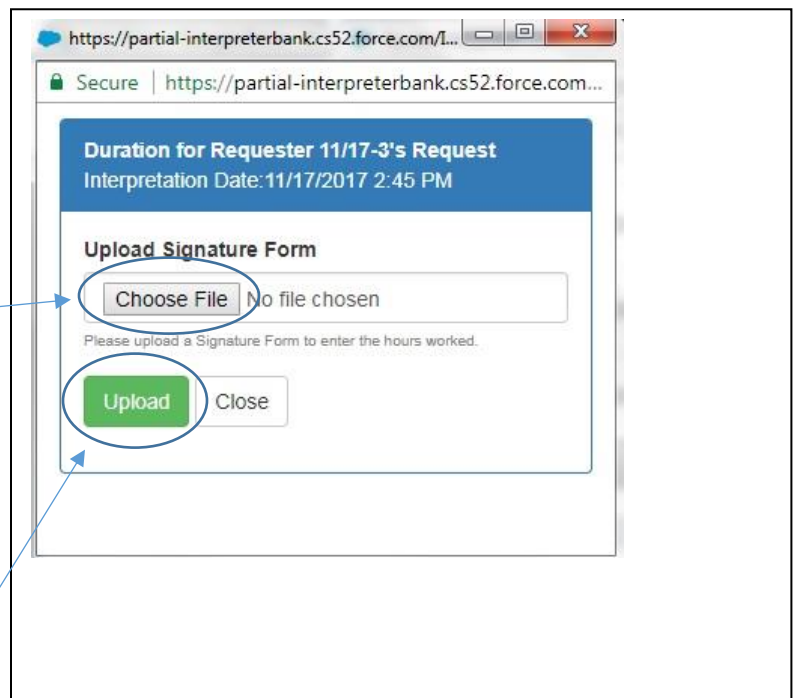 https://partial-interpreterbank.cs52.force.com/I...
Secure | https://partial-interpreterbank.cs52.force.com...
Duration for Requester 11/17-3's Request
Interpretation Date:11/17/2017 2:45 PM
Upload Signature Form
Choose File No file chosen
Please upload a Signature Form to enter the hours worked.
Upload Close